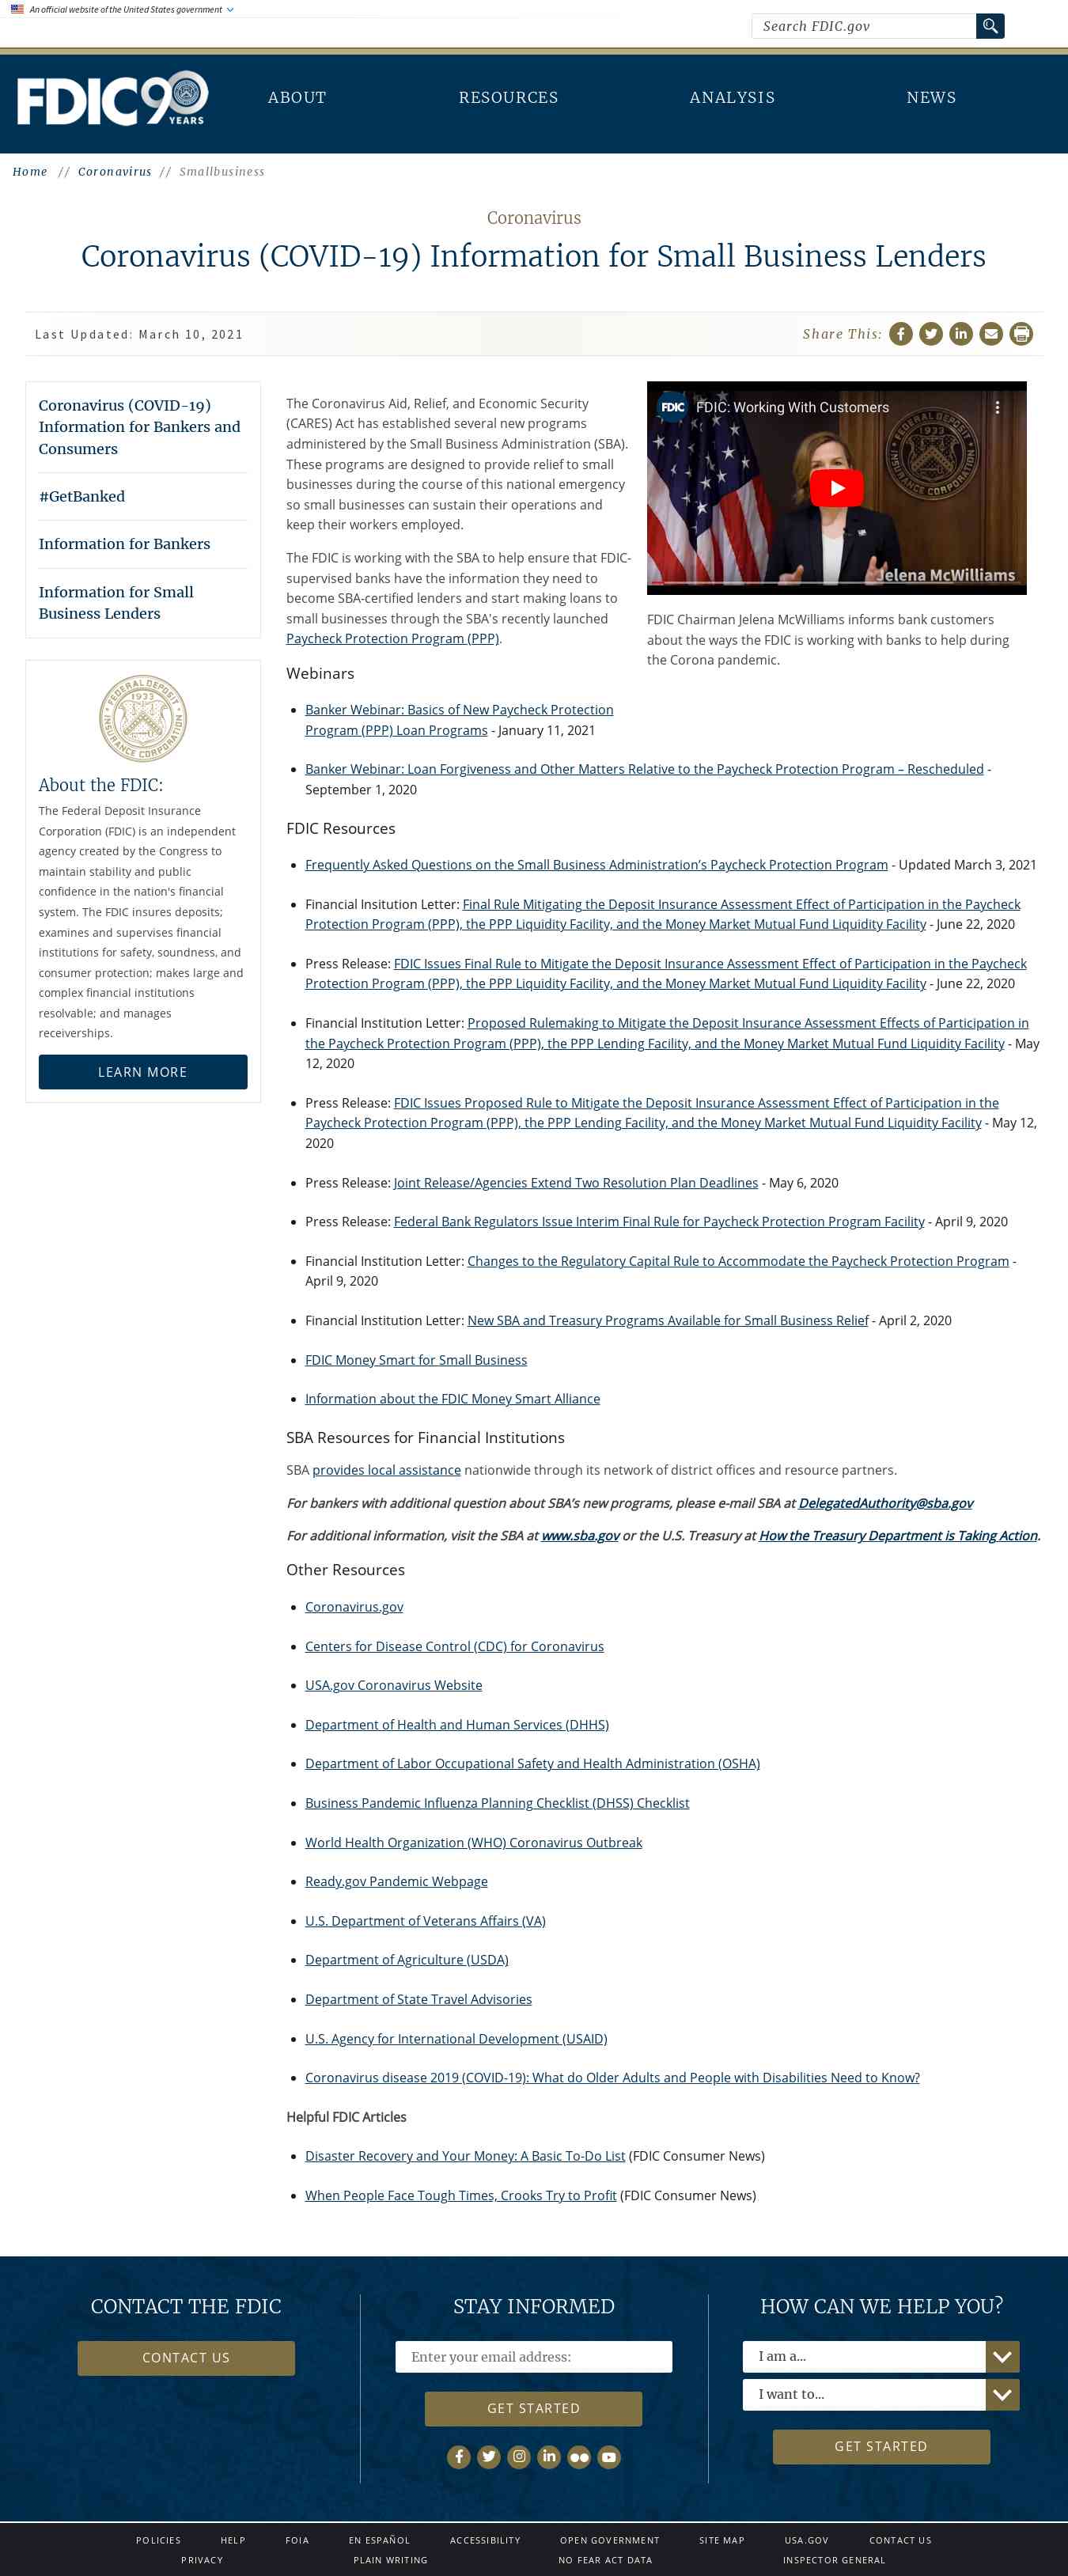 An official website of the United States government
Search FDIC.gov
FDIC 90 YEARS
ABOUT
RESOURCES
ANALYSIS
NEWS
Home // Coronavirus // Smallbusiness
Coronavirus
Coronavirus (COVID-19) Information for Small Business Lenders
Last Updated: March 10, 2021
Share This:
Coronavirus (COVID-19)
Information for Bankers and
Consumers
#GetBanked
Information for Bankers
Information for Small
Business Lenders
About the FDIC:
The Federal Deposit Insurance
Corporation (FDIC) is an independent
agency created by the Congress to
maintain stability and public
confidence in the nation's financial
system. The FDIC insures deposits;
examines and supervises financial
institutions for safety, soundness, and
consumer protection; makes large and
complex financial institutions
resolvable; and manages
receiverships.
LEARN MORE
The Coronavirus Aid, Relief, and Economic Security
(CARES) Act has established several new programs
administered by the Small Business Administration (SBA).
These programs are designed to provide relief to small
businesses during the course of this national emergency
so small businesses can sustain their operations and
keep their workers employed.
The FDIC is working with the SBA to help ensure that FDIC-
supervised banks have the information they need to
become SBA-certified lenders and start making loans to
small businesses through the SBA's recently launched
Paycheck Protection Program (PPP).
FDIC
FDIC: Working With Customers
Jelena McWilliams
FDIC Chairman Jelena McWilliams informs bank customers
about the ways the FDIC is working with banks to help during
the Corona pandemic.
Webinars
Banker Webinar: Basics of New Paycheck Protection
Program (PPP) Loan Programs - January 11, 2021
Banker Webinar: Loan Forgiveness and Other Matters Relative to the Paycheck Protection Program – Rescheduled -
September 1, 2020
FDIC Resources
Frequently Asked Questions on the Small Business Administration’s Paycheck Protection Program - Updated March 3, 2021
Financial Insitution Letter: Final Rule Mitigating the Deposit Insurance Assessment Effect of Participation in the Paycheck
Protection Program (PPP), the PPP Liquidity Facility, and the Money Market Mutual Fund Liquidity Facility - June 22, 2020
Press Release: FDIC Issues Final Rule to Mitigate the Deposit Insurance Assessment Effect of Participation in the Paycheck
Protection Program (PPP), the PPP Liquidity Facility, and the Money Market Mutual Fund Liquidity Facility - June 22, 2020
Financial Institution Letter: Proposed Rulemaking to Mitigate the Deposit Insurance Assessment Effects of Participation in
the Paycheck Protection Program (PPP), the PPP Lending Facility, and the Money Market Mutual Fund Liquidity Facility - May
12, 2020
Press Release: FDIC Issues Proposed Rule to Mitigate the Deposit Insurance Assessment Effect of Participation in the
Paycheck Protection Program (PPP), the PPP Lending Facility, and the Money Market Mutual Fund Liquidity Facility - May 12,
2020
Press Release: Joint Release/Agencies Extend Two Resolution Plan Deadlines - May 6, 2020
Press Release: Federal Bank Regulators Issue Interim Final Rule for Paycheck Protection Program Facility - April 9, 2020
Financial Institution Letter: Changes to the Regulatory Capital Rule to Accommodate the Paycheck Protection Program -
April 9, 2020
Financial Institution Letter: New SBA and Treasury Programs Available for Small Business Relief - April 2, 2020
FDIC Money Smart for Small Business
Information about the FDIC Money Smart Alliance
SBA Resources for Financial Institutions
SBA provides local assistance nationwide through its network of district offices and resource partners.
For bankers with additional question about SBA’s new programs, please e-mail SBA at DelegatedAuthority@sba.gov
For additional information, visit the SBA at www.sba.gov or the U.S. Treasury at How the Treasury Department is Taking Action.
Other Resources
Coronavirus.gov
Centers for Disease Control (CDC) for Coronavirus
USA.gov Coronavirus Website
Department of Health and Human Services (DHHS)
Department of Labor Occupational Safety and Health Administration (OSHA)
Business Pandemic Influenza Planning Checklist (DHSS) Checklist
World Health Organization (WHO) Coronavirus Outbreak
Ready.gov Pandemic Webpage
U.S. Department of Veterans Affairs (VA)
Department of Agriculture (USDA)
Department of State Travel Advisories
U.S. Agency for International Development (USAID)
Coronavirus disease 2019 (COVID-19): What do Older Adults and People with Disabilities Need to Know?
Helpful FDIC Articles
Disaster Recovery and Your Money: A Basic To-Do List (FDIC Consumer News)
When People Face Tough Times, Crooks Try to Profit (FDIC Consumer News)
CONTACT THE FDIC
CONTACT US
STAY INFORMED
Enter your email address:
GET STARTED
HOW CAN WE HELP YOU?
I am a...
I want to...
GET STARTED
POLICIES
HELP
FOIA
EN ESPAÑOL
ACCESSIBILITY
OPEN GOVERNMENT
SITE MAP
USA.GOV
CONTACT US
PRIVACY
PLAIN WRITING
NO FEAR ACT DATA
INSPECTOR GENERAL